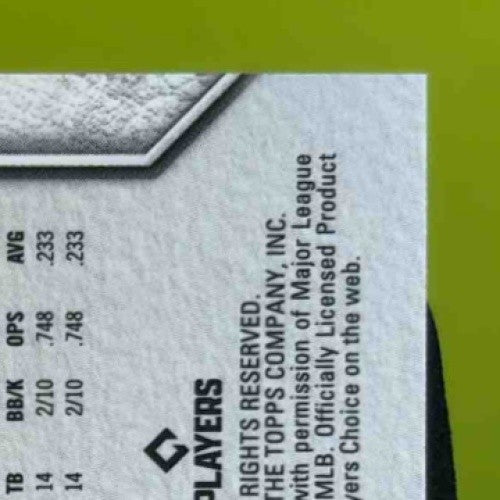 TB BB/K OPS AVG
14 2/10 .748 .233
14 2/10 .748 .233
PLAYERS
RIGHTS RESERVED.
THE TOPPS COMPANY, INC.
with permission of Major League
MLB. Officially Licensed Product
yers Choice on the web.